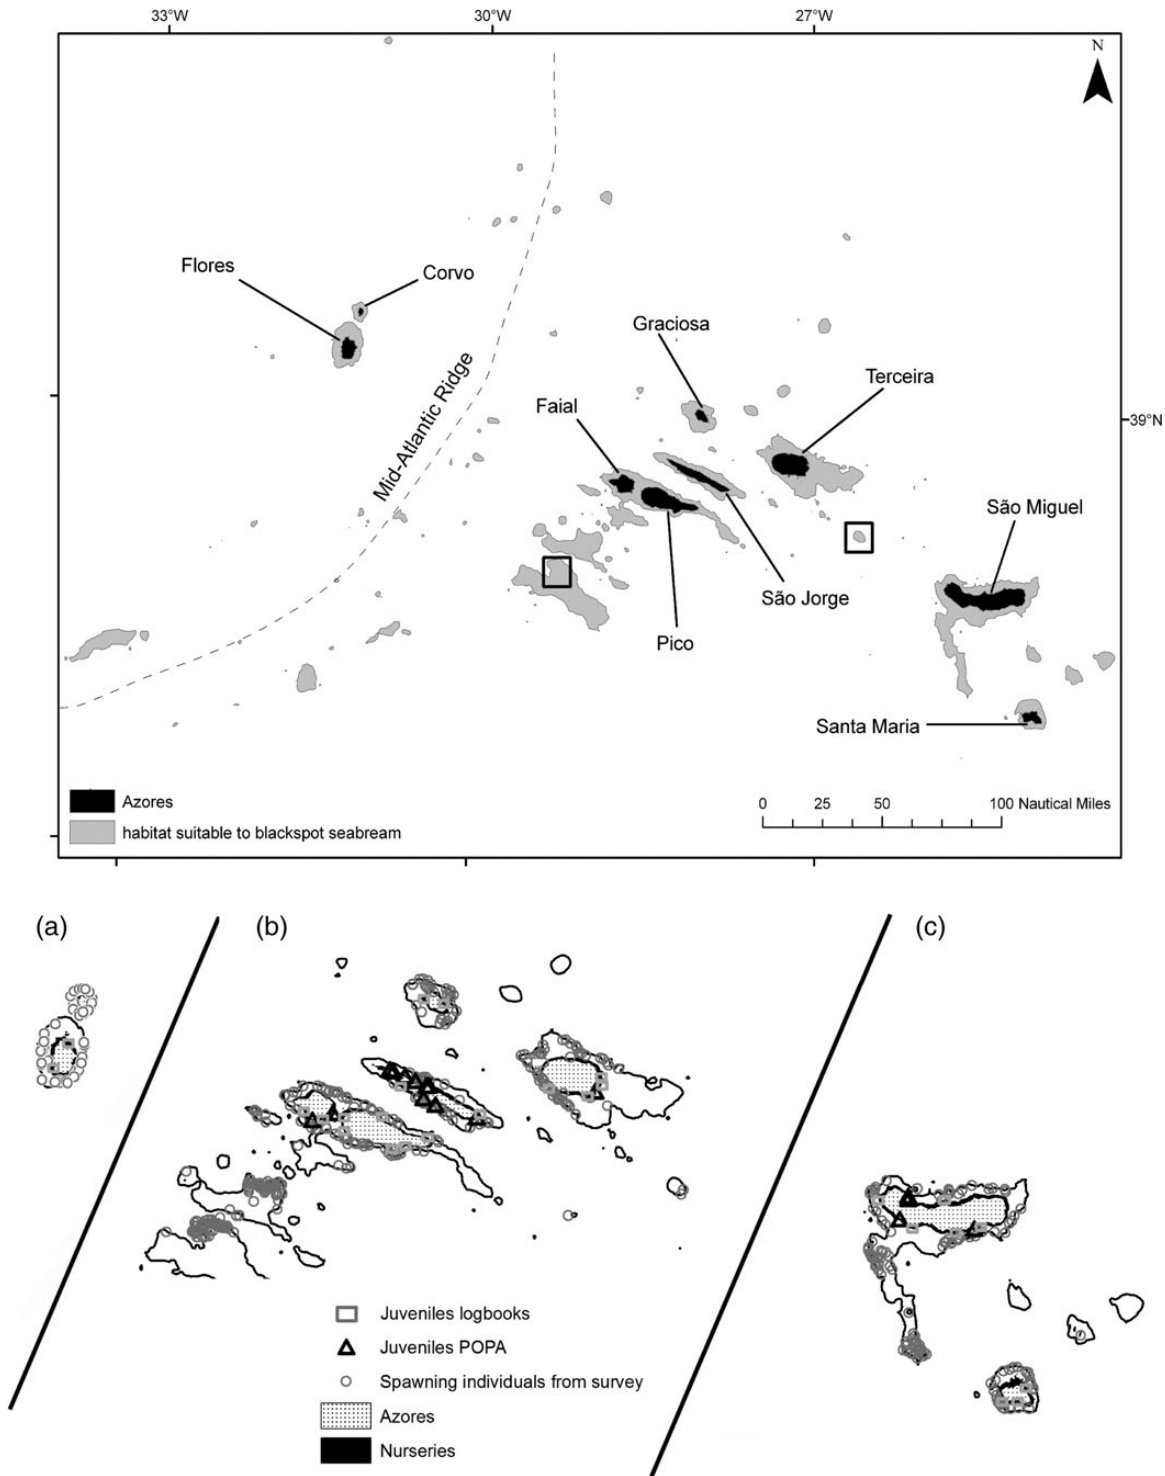 33°W
30°W
27°W
N
Flores
Corvo
Graciosa
Terceira
Faial
Mid-Atlantic Ridge
39°N
São Miguel
São Jorge
Pico
Santa Maria
Azores
habitat suitable to blackspot seabream
0 25 50 100 Nautical Miles
(a)
(b)
(c)
Juveniles logbooks
Juveniles POPA
Spawning individuals from survey
Azores
Nurseries